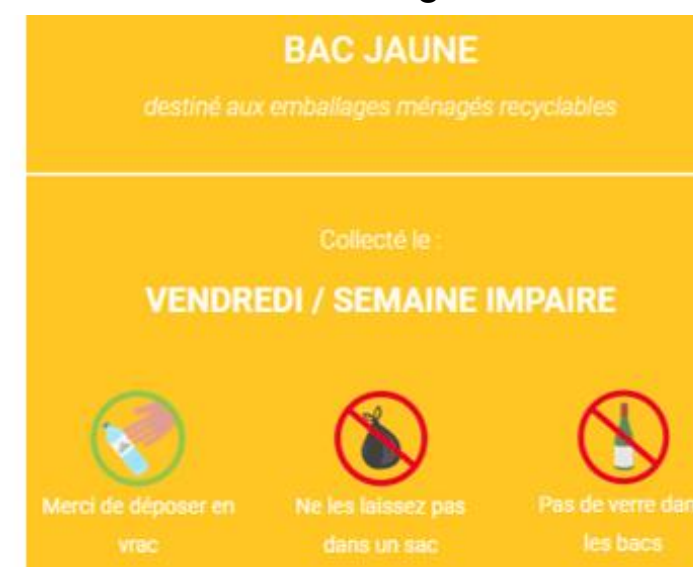 BAC JAUNE
destiné aux emballages ménagés recyclables
Collecté le :
VENDREDI / SEMAINE IMPAIRE
Merci de déposer en
vrac
Ne les laissez pas
dans un sac
Pas de verre dan
les bacs